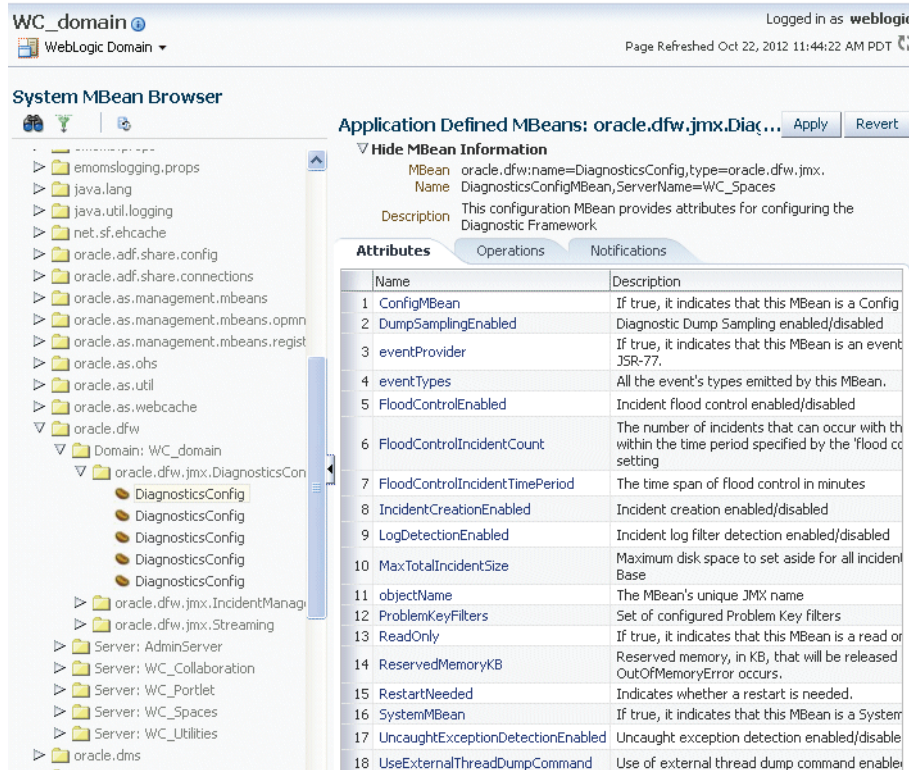 WC_domain
Logged in as weblogic
WebLogic Domain
Page Refreshed Oct 22, 2012 11:44:22 AM PDT
System MBean Browser
emomslogging.props
java.lang
java.util.logging
net.sf.ehcache
oracle.adf.share.config
oracle.adf.share.connections
oracle.as.management.mbeans
oracle.as.management.mbeans.opmn
oracle.as.management.mbeans.regist
oracle.as.ohs
oracle.as.util
oracle.as.webcache
oracle.dfw
Domain: WC_domain
oracle.dfw.jmx.DiagnosticsCon
DiagnosticsConfig
DiagnosticsConfig
DiagnosticsConfig
DiagnosticsConfig
DiagnosticsConfig
oracle.dfw.jmx.IncidentManag
oracle.dfw.jmx.Streaming
Server: AdminServer
Server: WC_Collaboration
Server: WC_Portlet
Server: WC_Spaces
Server: WC_Utilities
oracle.dms
Application Defined MBeans: oracle.dfw.jmx.Diag... Apply Revert
Hide MBean Information
MBean Name oracle.dfw:name=DiagnosticsConfig,type=oracle.dfw.jmx.
DiagnosticsConfigMBean,ServerName=WC_Spaces
Description This configuration MBean provides attributes for configuring the
Diagnostic Framework
Attributes Operations Notifications
Name Description
1 ConfigMBean If true, it indicates that this MBean is a Config
2 DumpSamplingEnabled Diagnostic Dump Sampling enabled/disabled
3 eventProvider If true, it indicates that this MBean is an event
JSR-77.
4 eventTypes All the event's types emitted by this MBean.
5 FloodControlEnabled Incident flood control enabled/disabled
6 FloodControlIncidentCount The number of incidents that can occur with th
within the time period specified by the 'flood co
setting
7 FloodControlIncidentTimePeriod The time span of flood control in minutes
8 IncidentCreationEnabled Incident creation enabled/disabled
9 LogDetectionEnabled Incident log filter detection enabled/disabled
10 MaxTotalIncidentSize Maximum disk space to set aside for all inciden
Base
11 objectName The MBean's unique JMX name
12 ProblemKeyFilters Set of configured Problem Key filters
13 ReadOnly If true, it indicates that this MBean is a read or
14 ReservedMemoryKB Reserved memory, in KB, that will be released
OutOfMemoryError occurs.
15 RestartNeeded Indicates whether a restart is needed.
16 SystemMBean If true, it indicates that this MBean is a System
17 UncaughtExceptionDetectionEnabled Uncaught exception detection enabled/disable
18 UseExternalThreadDumpCommand Use of external thread dump command enable